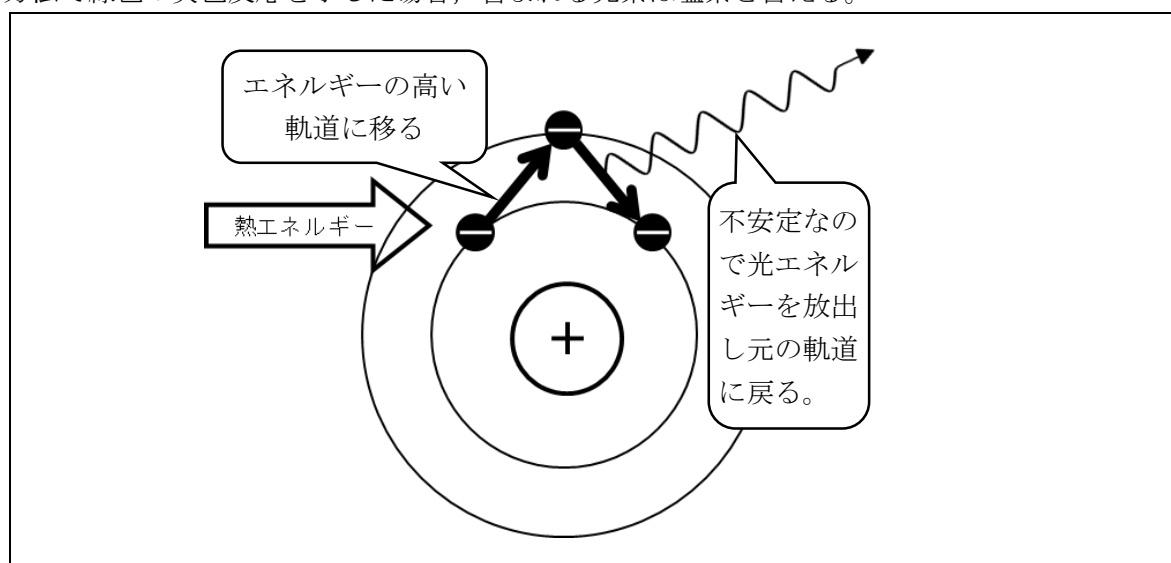 エネルギーの高い
軌道に移る
熱エネルギー
不安定なの
で光エネル
ギーを放出
し元の軌道
に戻る。